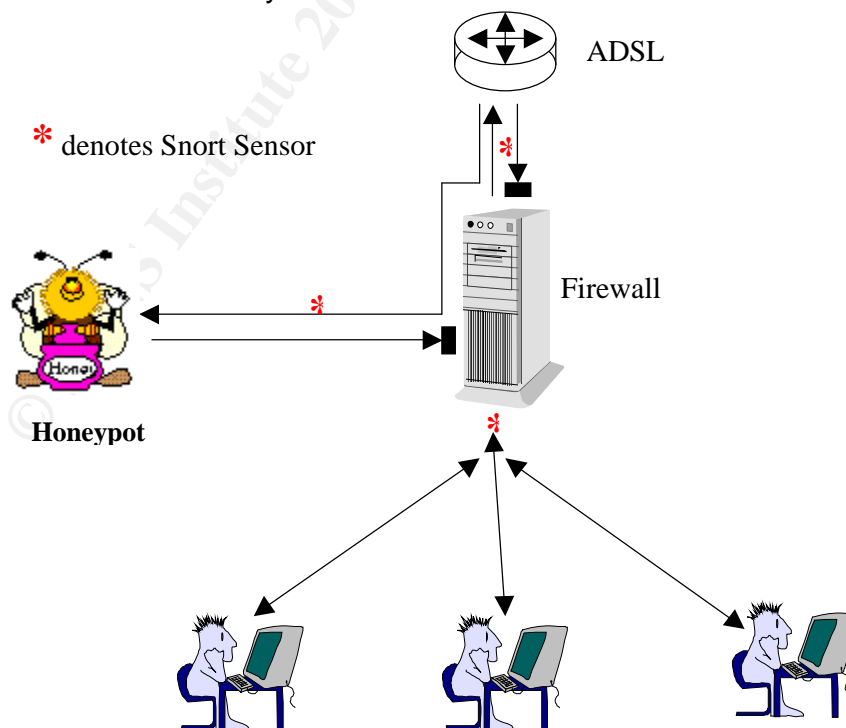 ADSL
* denotes Snort Sensor
*
*
Firewall
Honey
Honeypot
*